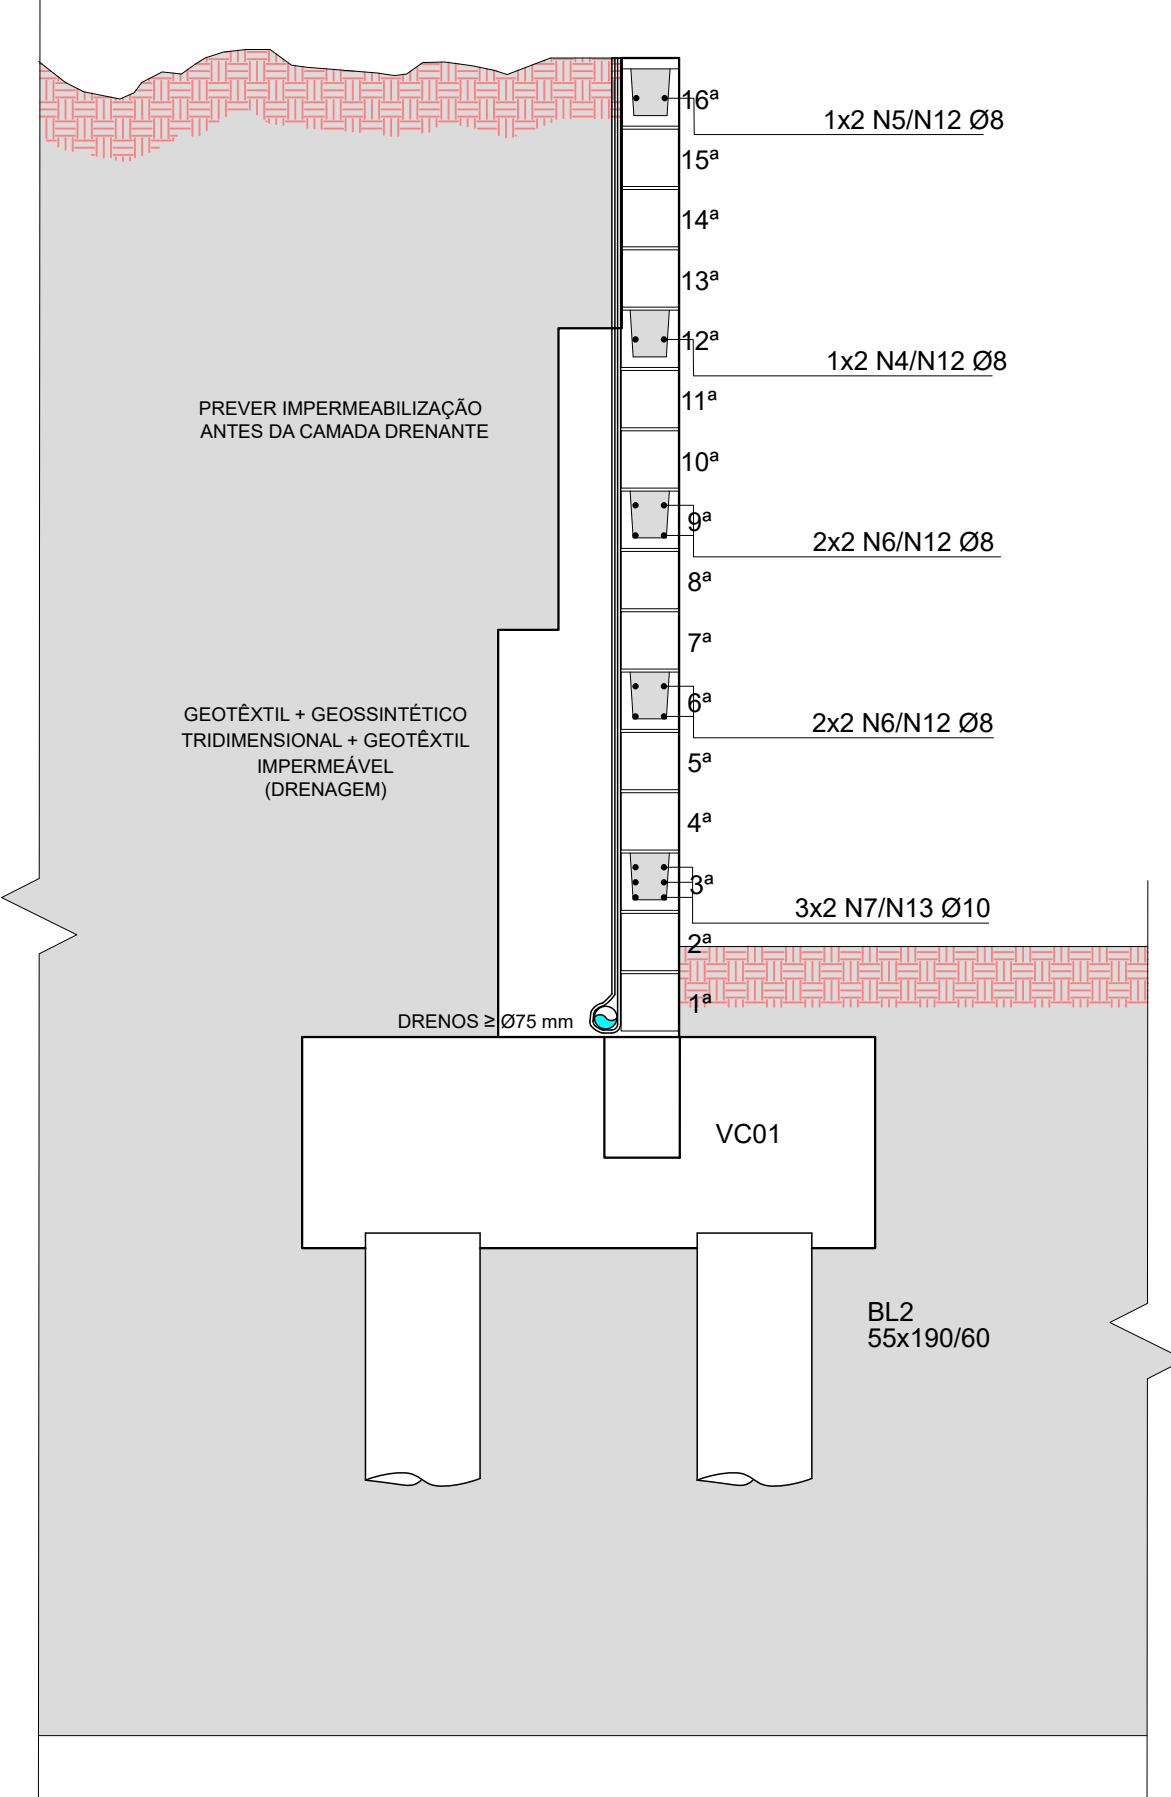 16ª
1x2 N5/N12 Ø8
15ª
14ª
13ª
12ª
1x2 N4/N12 Ø8
11ª
PREVER IMPERMEABILIZAÇÃO
ANTES DA CAMADA DRENANTE
10ª
9ª
2x2 N6/N12 Ø8
8ª
7ª
6ª
GEOTÊXTIL + GEOSSINTÉTICO
TRIDIMENSIONAL + GEOTÊXTIL
IMPERMEÁVEL
(DRENAGEM)
2x2 N6/N12 Ø8
5ª
4ª
3ª
3x2 N7/N13 Ø10
2ª
1ª
DRENOS ≥ Ø75 mm
VC01
BL2
55x190/60